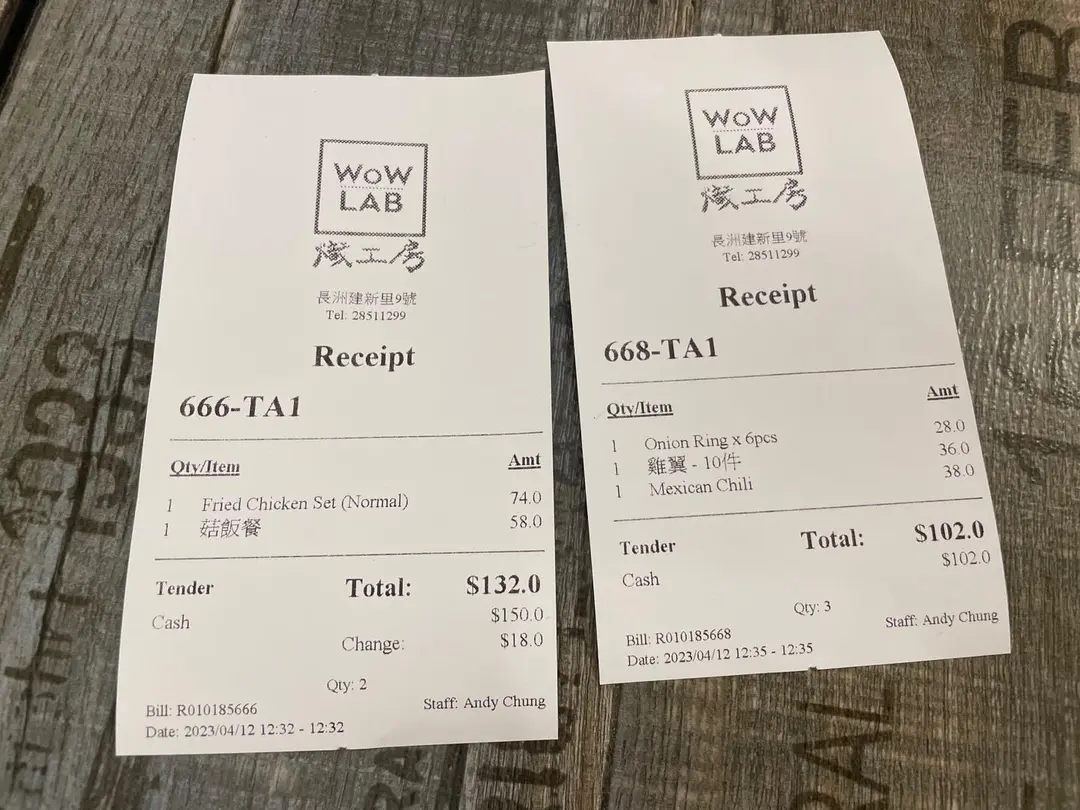 WoW
LAB
熾工房
長洲建新里9號
Tel: 28511299
Receipt
666-TA1
Qty/Item Amt
1 Fried Chicken Set (Normal) 74.0
1 菇飯餐 58.0
Tender Total: $132.0
Cash $150.0
Change: $18.0
Qty: 2
Bill: R010185666 Staff: Andy Chung
Date: 2023/04/12 12:32 - 12:32
WoW
LAB
熾工房
長洲建新里9號
Tel: 28511299
Receipt
668-TA1
Qty/Item Amt
1 Onion Ring x 6pcs 28.0
1 雞翼 - 10件 36.0
1 Mexican Chili 38.0
Tender Total: $102.0
Cash $102.0
Qty: 3
Bill: R010185668 Staff: Andy Chung
Date: 2023/04/12 12:35 - 12:35